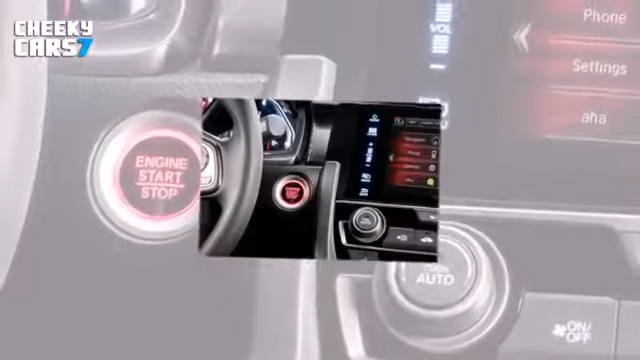 CHEEKY
CARS7
VOL
Phone
Settings
aha
ENGINE
START
STOP
AUTO
ON/
OFF